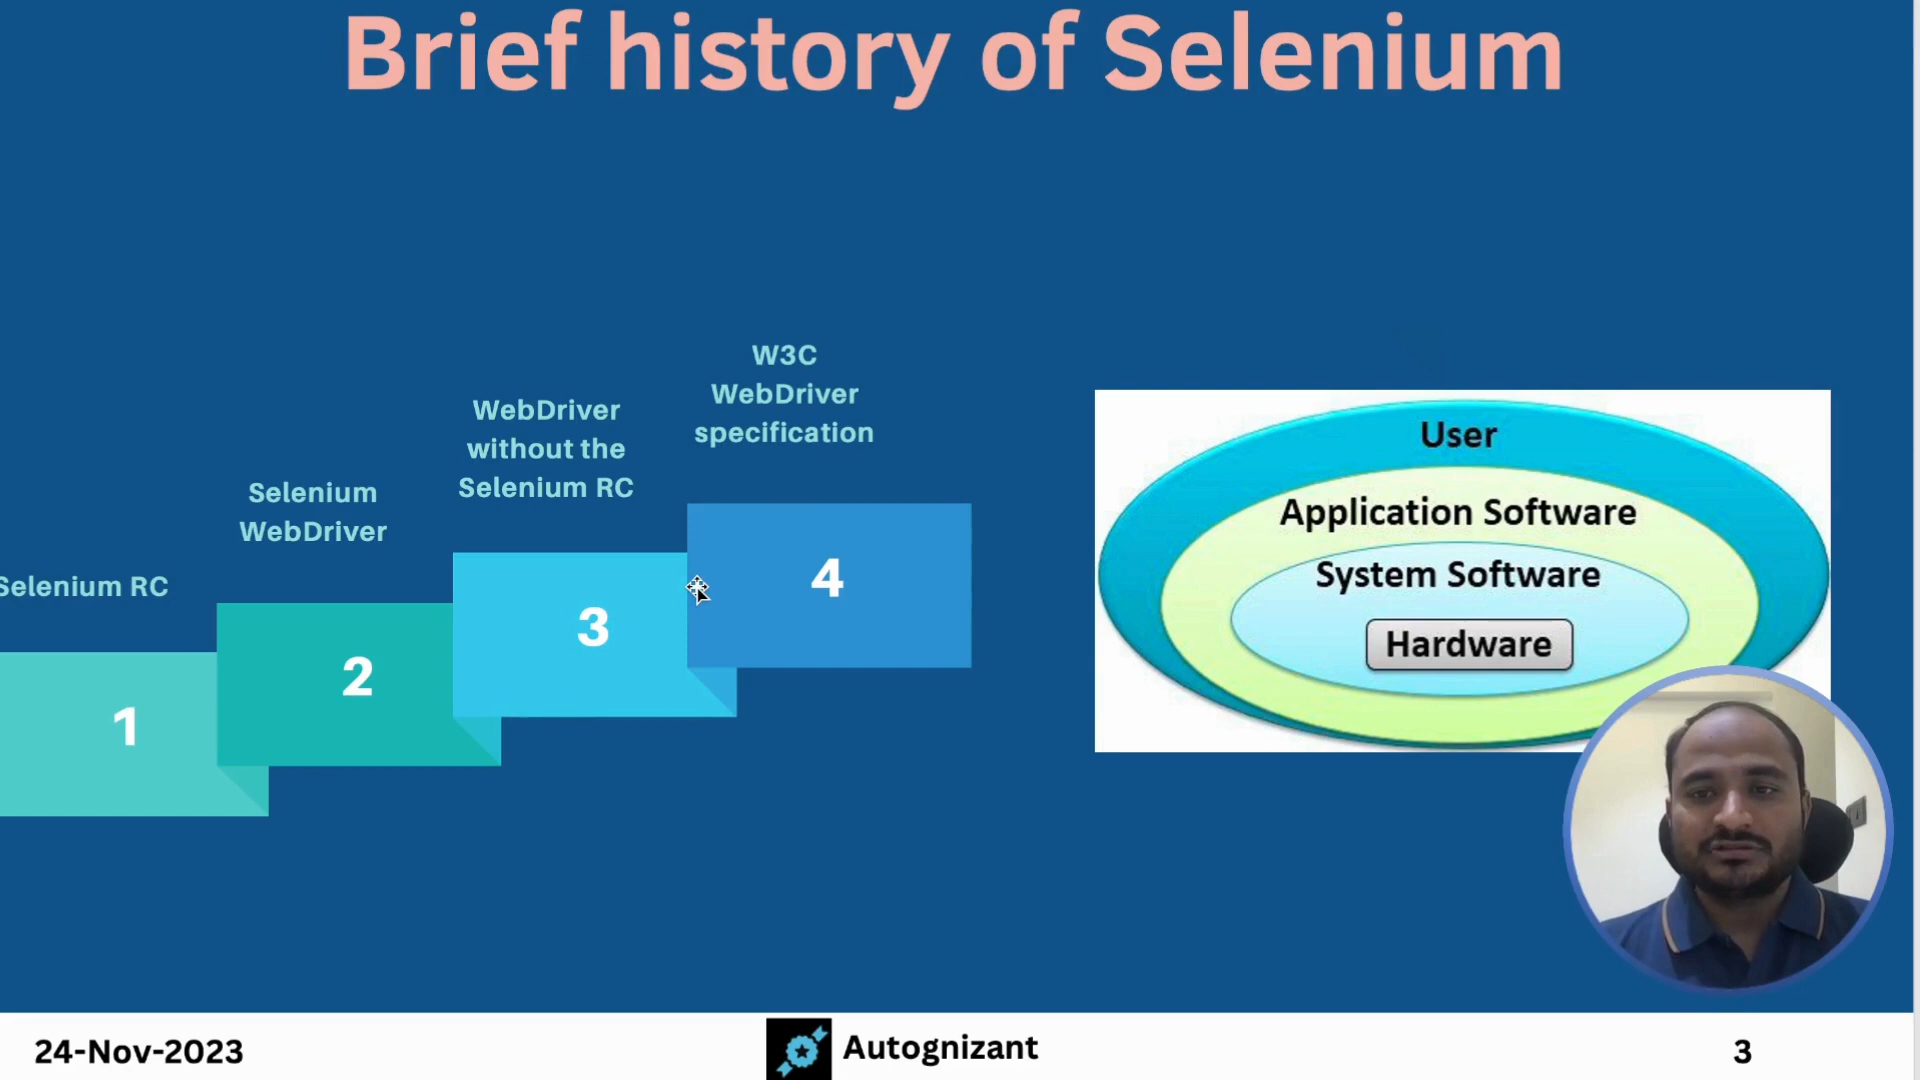 Brief history of Selenium
W3C
WebDriver
specification
WebDriver
without the
Selenium RC
Selenium
WebDriver
Selenium RC
1
2
3
4
User
Application Software
System Software
Hardware
24-Nov-2023
Autognizant
3